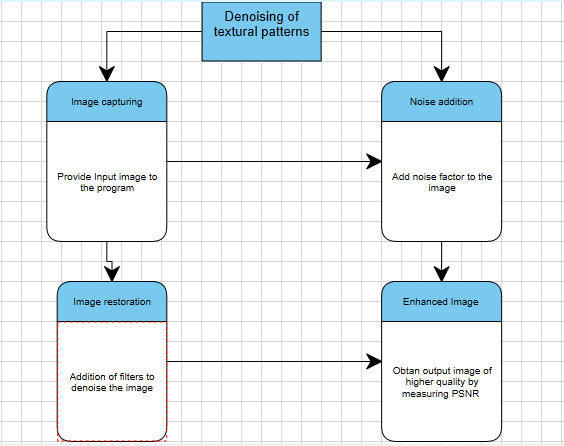 Denoising of
textural patterns
Image capturing
Noise addition
Provide Input image to
the program
Add noise factor to the
image
Image restoration
Enhanced Image
Addition of filters to
denoise the image
Obtan output image of
higher quality by
measuring PSNR